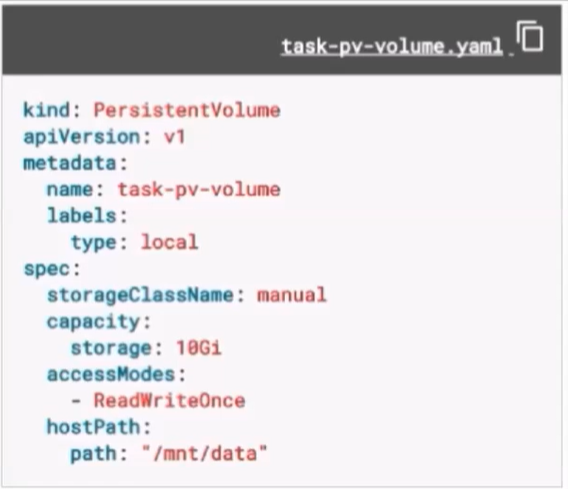 task-pv-volume.yaml
kind: PersistentVolume
apiVersion: v1
metadata:
  name: task-pv-volume
  labels:
    type: local
spec:
  storageClassName: manual
  capacity:
    storage: 10Gi
  accessModes:
    - ReadWriteOnce
  hostPath:
    path: "/mnt/data"